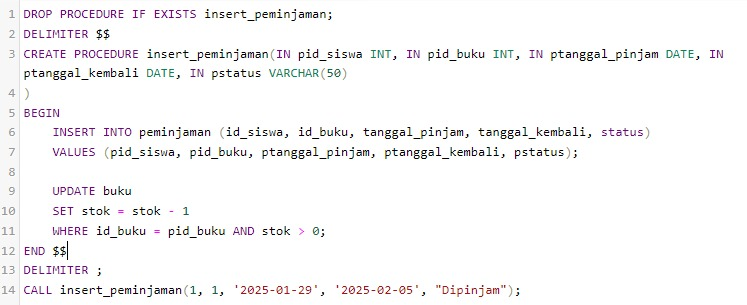 1 DROP PROCEDURE IF EXISTS insert_peminjaman;
2 DELIMITER $$
3 CREATE PROCEDURE insert_peminjaman(IN pid_siswa INT, IN pid_buku INT, IN ptanggal_pinjam DATE, IN
ptanggal_kembali DATE, IN pstatus VARCHAR(50)
4 )
5 BEGIN
6     INSERT INTO peminjaman (id_siswa, id_buku, tanggal_pinjam, tanggal_kembali, status)
7     VALUES (pid_siswa, pid_buku, ptanggal_pinjam, ptanggal_kembali, pstatus);
8
9     UPDATE buku
10     SET stok = stok - 1
11     WHERE id_buku = pid_buku AND stok > 0;
12 END $$
13 DELIMITER ;
14 CALL insert_peminjaman(1, 1, '2025-01-29', '2025-02-05', "Dipinjam");